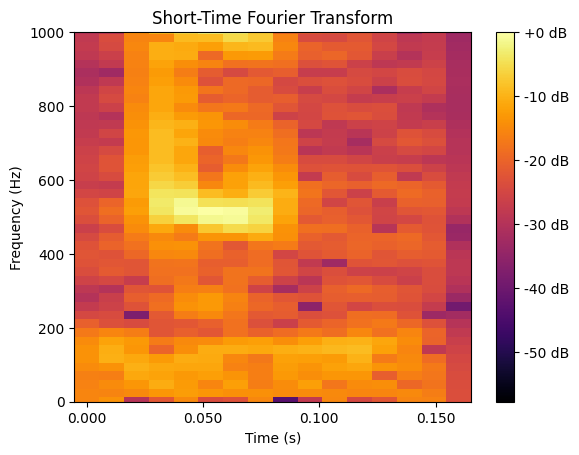 Short-Time Fourier Transform
1000
800
600
400
200
0
Frequency (Hz)
0.000
0.050
0.100
0.150
Time (s)
+0 dB
-10 dB
-20 dB
-30 dB
-40 dB
-50 dB